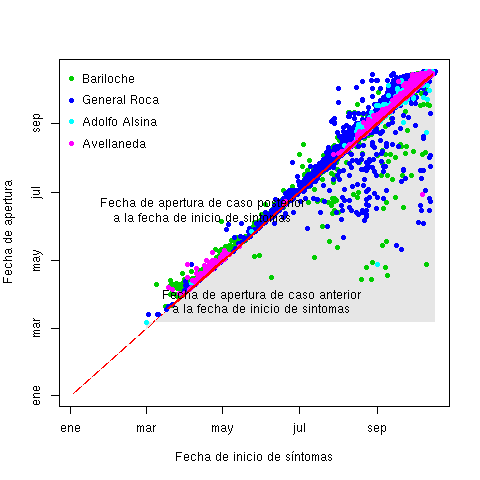 Bariloche
General Roca
Adolfo Alsina
Avellaneda
Fecha de apertura de caso posterior
a la fecha de inicio de sintomas
Fecha de apertura de caso anterior
a la fecha de inicio de sintomas
Fecha de apertura
sep
jul
may
mar
ene
ene
mar
may
jul
sep
Fecha de inicio de síntomas